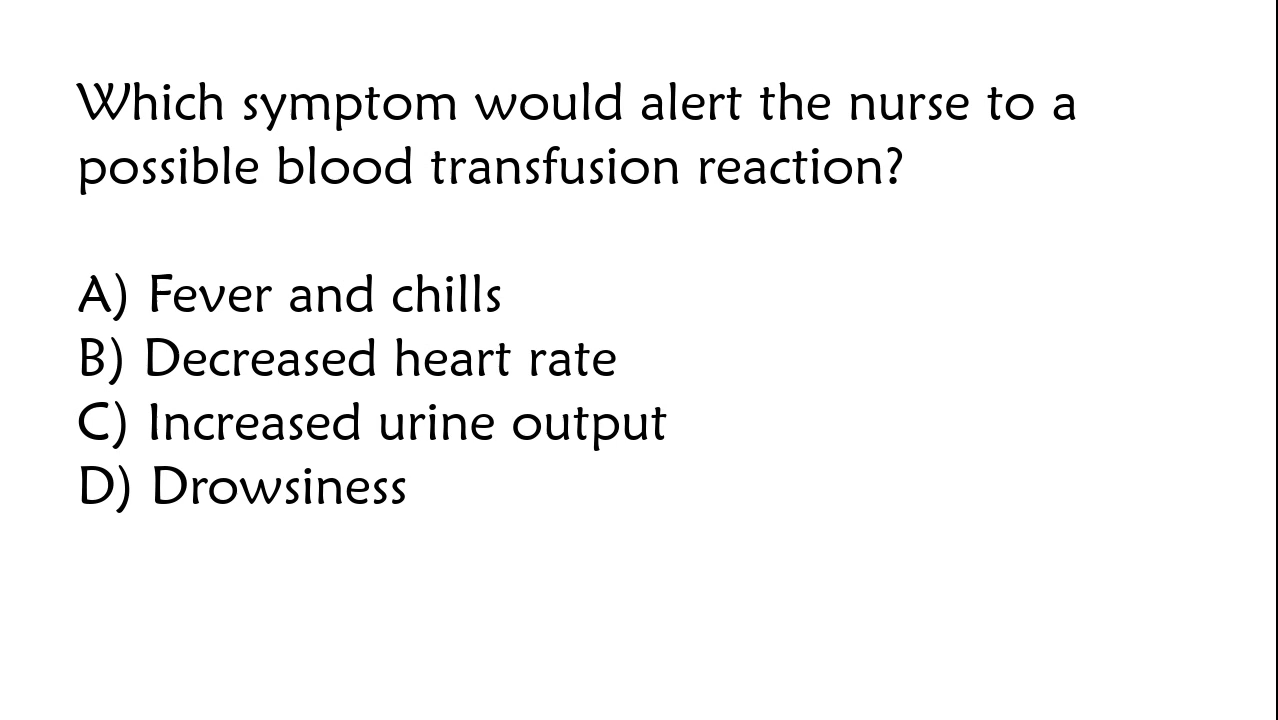 Which symptom would alert the nurse to a
possible blood transfusion reaction?
A) Fever and chills
B) Decreased heart rate
C) Increased urine output
D) Drowsiness